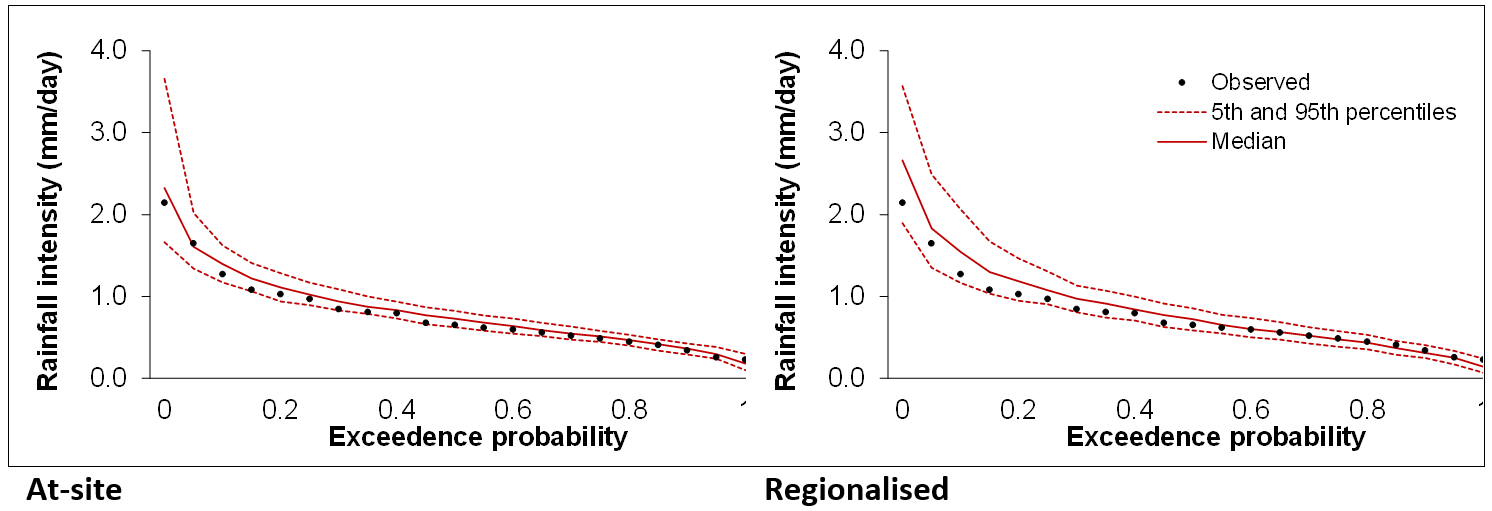 Rainfall intensity (mm/day)
4.0
3.0
2.0
1.0
0.0
0 0.2 0.4 0.6 0.8
Exceedence probability
At-site
Rainfall intensity (mm/day)
4.0
3.0
2.0
1.0
0.0
Observed
5th and 95th percentiles
Median
0 0.2 0.4 0.6 0.8
Exceedence probability
Regionalised